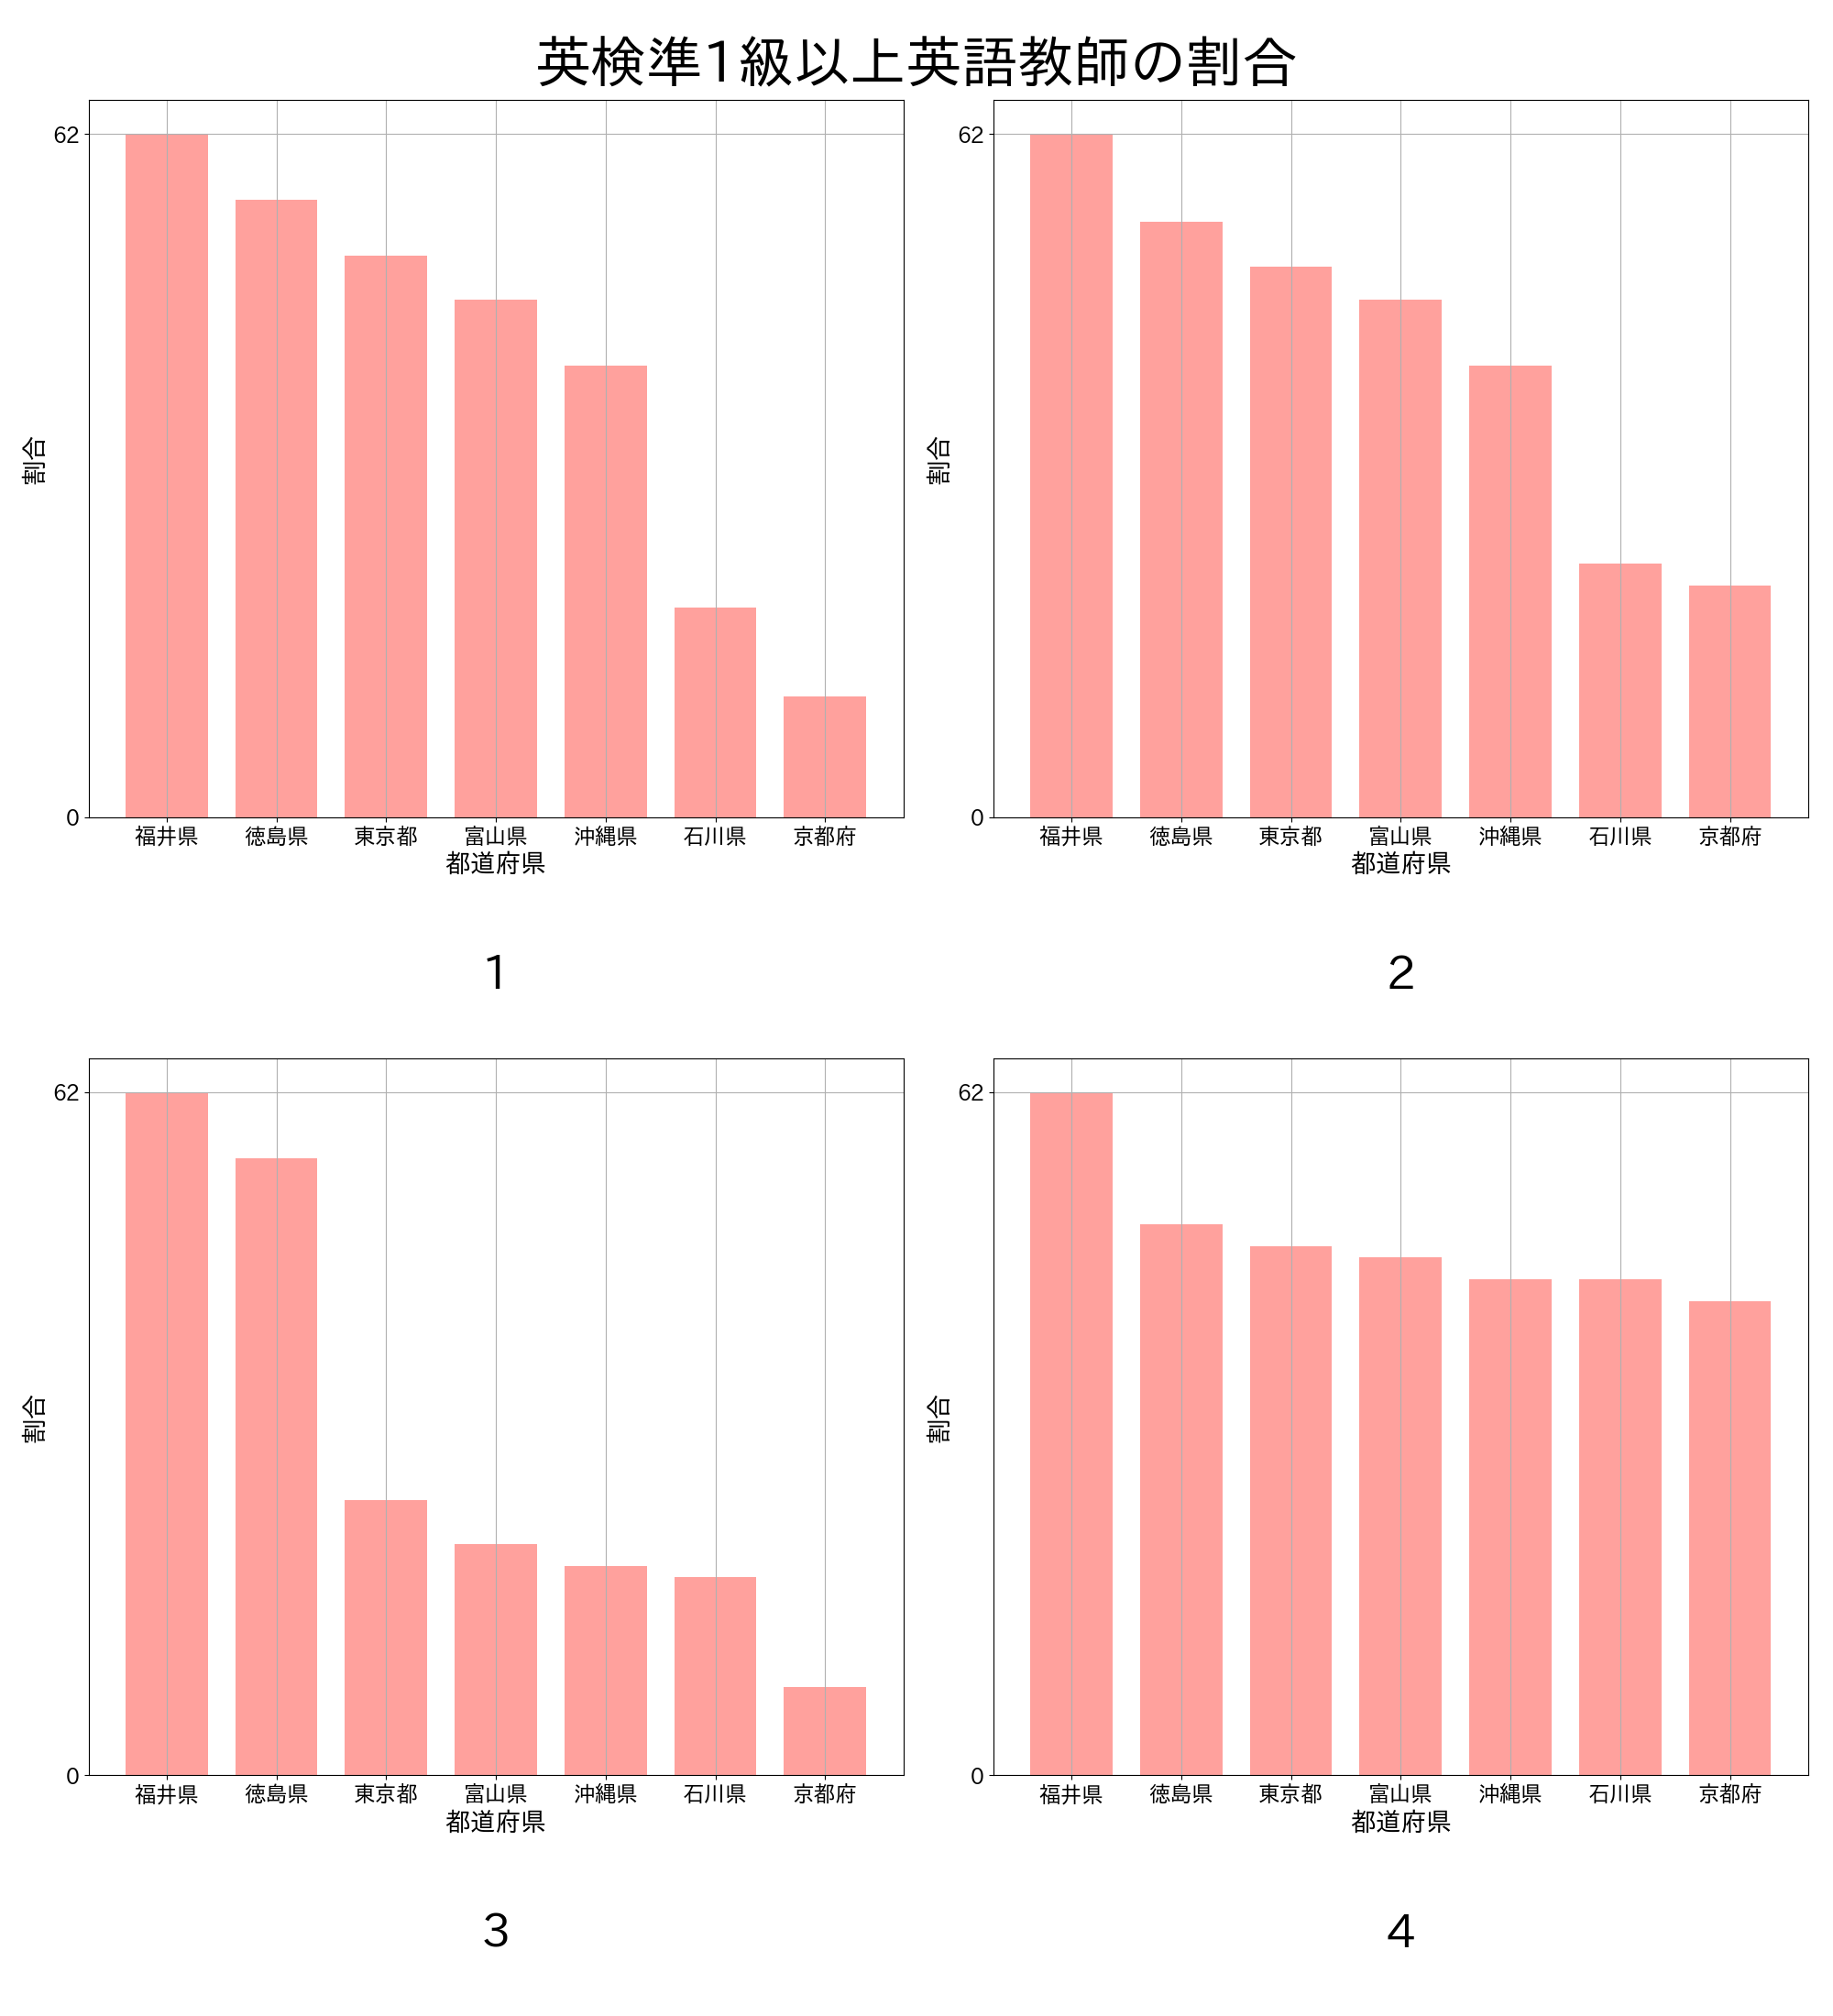 英検準1級以上英語教師の割合
62
0
割合
福井県 徳島県 東京都 富山県 沖縄県 石川県 京都府
都道府県
1
62
0
割合
福井県 徳島県 東京都 富山県 沖縄県 石川県 京都府
都道府県
2
62
0
割合
福井県 徳島県 東京都 富山県 沖縄県 石川県 京都府
都道府県
3
62
0
割合
福井県 徳島県 東京都 富山県 沖縄県 石川県 京都府
都道府県
4